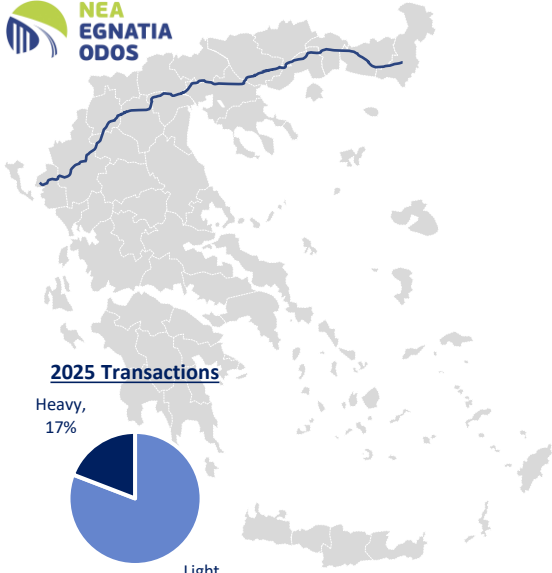 NEA
EGNATIA
ODOS
2025 Transactions
Heavy,
17%
Light